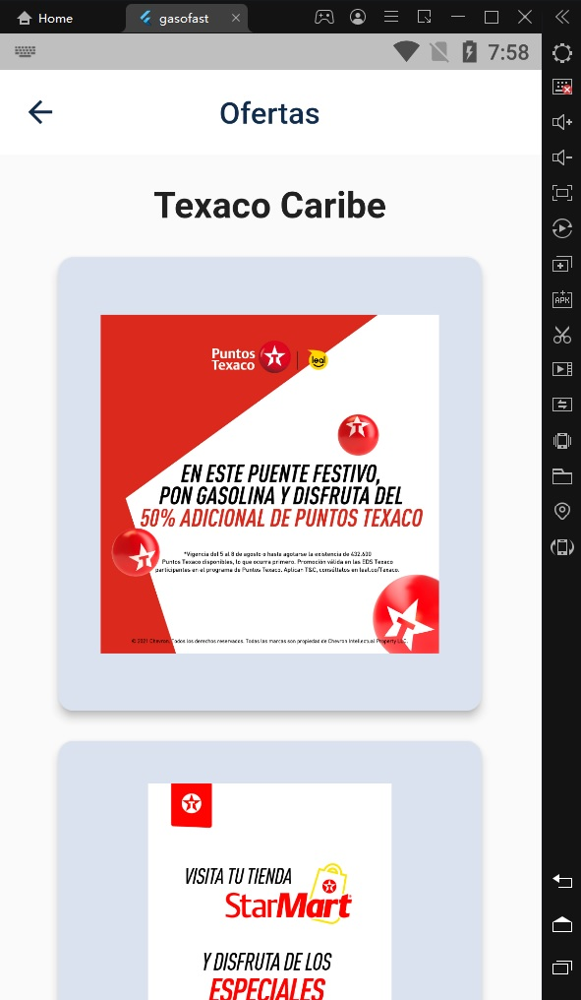 Home
gasofast
7:58
Ofertas
Texaco Caribe
Puntos
Texaco
leal
EN ESTE PUENTE FESTIVO,
PON GASOLINA Y DISFRUTA DEL
50% ADICIONAL DE PUNTOS TEXACO
*Vigencia del 5 al 8 de agosto o hasta agotarse la existencia de 432.600
Puntos Texaco disponibles, lo que ocurra primero. Promoción válida en las EDS Texaco
participantes en el programa de Puntos Texaco. Aplican T&C, consúltalos en leal.co/Texaco.
© 2021 Chevron. Todos los derechos reservados. Todas las marcas son propiedad de Chevron Intellectual Property LLC.
VISITA TU TIENDA
StarMart
Y DISFRUTA DE LOS
ESPECIALES
APK